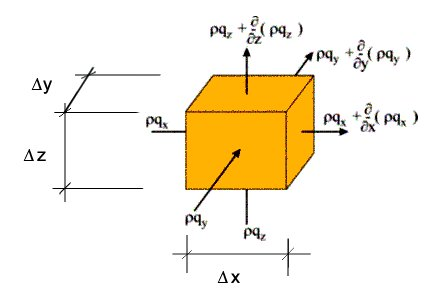 ρq_z + ∂/∂z( ρq_z )
ρq_y + ∂/∂y( ρq_y )
Δy
ρq_x
ρq_x + ∂/∂x( ρq_x )
Δz
ρq_y
ρq_z
Δx